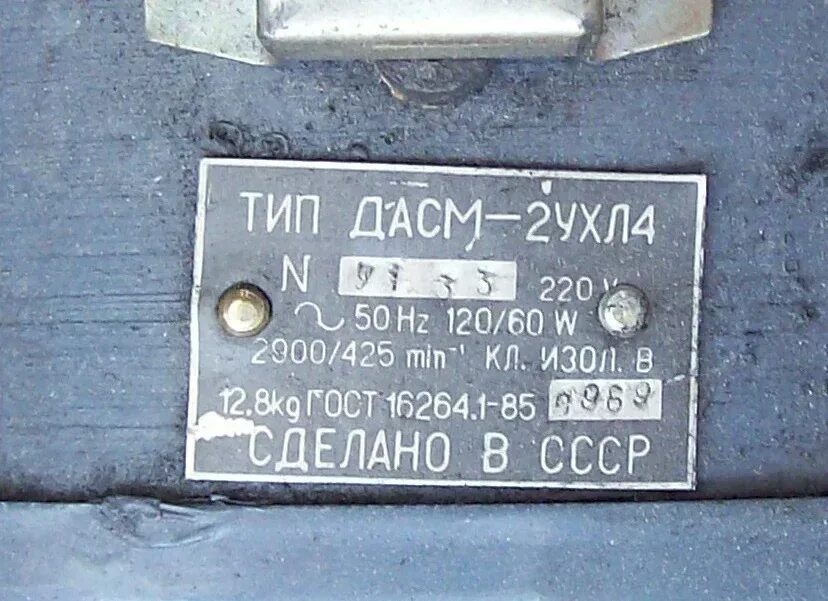 ТИП ДАСМ-2УХЛ4
N 220 V
~ 50 Hz 120/60 W
2900/425 min⁻¹ КЛ. ИЗОЛ. В
12.8kg ГОСТ 16264.1-85
СДЕЛАНО В СССР